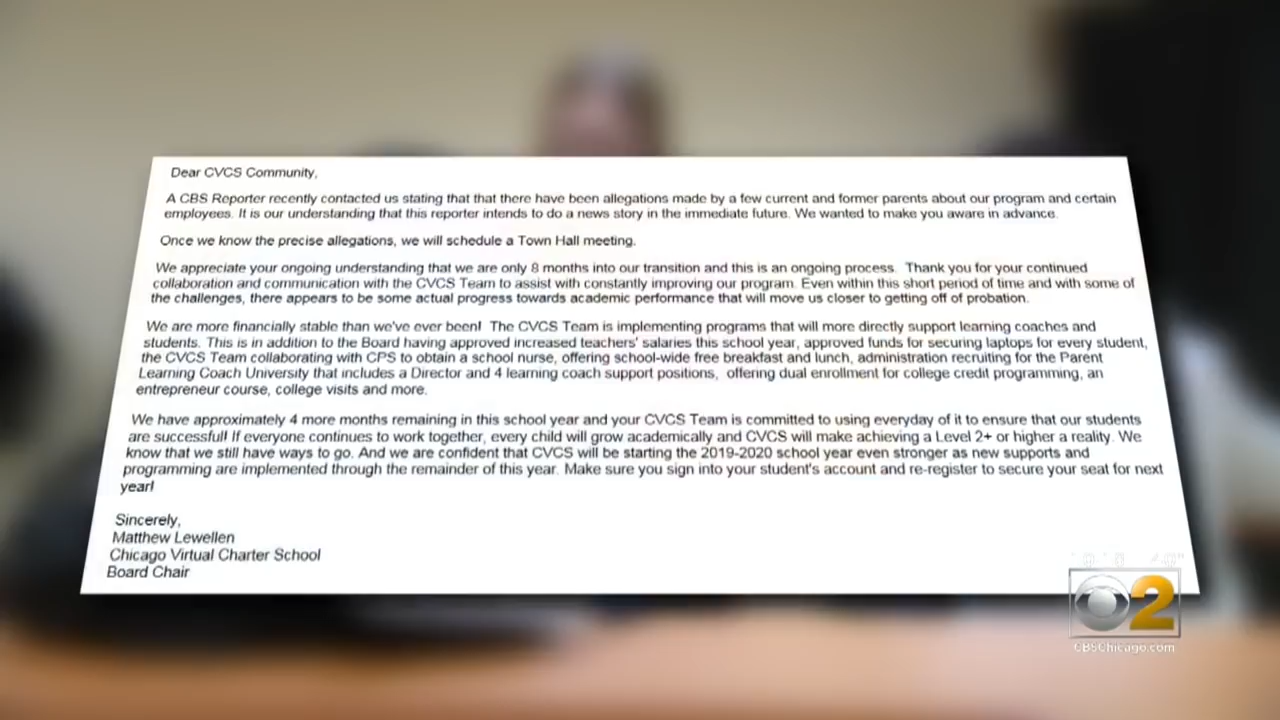 Dear CVCS Community,
A CBS Reporter recently contacted us stating that that there have been allegations made by a few current and former parents about our program and certain
employees. It is our understanding that this reporter intends to do a news story in the immediate future. We wanted to make you aware in advance.
Once we know the precise allegations, we will schedule a Town Hall meeting.
We appreciate your ongoing understanding that we are only 8 months into our transition and this is an ongoing process. Thank you for your continued
collaboration and communication with the CVCS Team to assist with constantly improving our program. Even within this short period of time and with some of
the challenges, there appears to be some actual progress towards academic performance that will move us closer to getting off of probation.
We are more financially stable than we've ever been! The CVCS Team is implementing programs that will more directly support learning coaches and
students. This is in addition to the Board having approved increased teachers' salaries this school year, approved funds for securing laptops for every student,
the CVCS Team collaborating with CPS to obtain a school nurse, offering school-wide free breakfast and lunch, administration recruiting for the Parent
Learning Coach University that includes a Director and 4 learning coach support positions, offering dual enrollment for college credit programming, an
entrepreneur course, college visits and more.
We have approximately 4 more months remaining in this school year and your CVCS Team is committed to using everyday of it to ensure that our students
are successful! If everyone continues to work together, every child will grow academically and CVCS will make achieving a Level 2+ or higher a reality. We
know that we still have ways to go. And we are confident that CVCS will be starting the 2019-2020 school year even stronger as new supports and
programming are implemented through the remainder of this year. Make sure you sign into your student's account and re-register to secure your seat for next
year!
Sincerely,
Matthew Lewellen
Chicago Virtual Charter School
Board Chair
2
CBSChicago.com